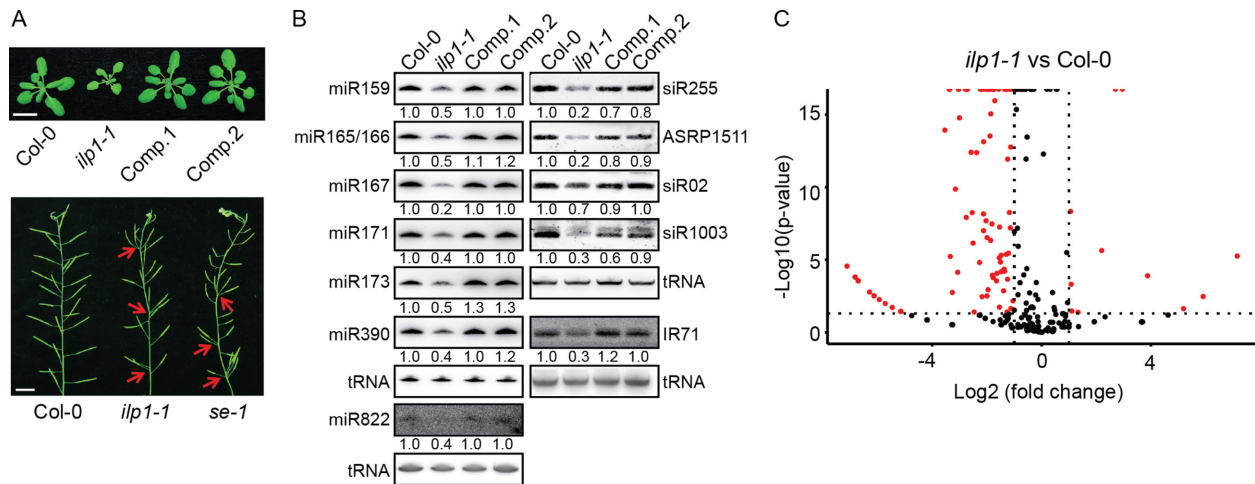 A
Col-0 ilp1-1 Comp.1 Comp.2
Col-0 ilp1-1 se-1
B
Col-0 ilp1-1 Comp.1 Comp.2 Col-0 ilp1-1 Comp.1 Comp.2
miR159 siR255
1.0 0.5 1.0 1.0 1.0 0.2 0.7 0.8
miR165/166 ASRP1511
1.0 0.5 1.1 1.2 1.0 0.2 0.8 0.9
miR167 siR02
1.0 0.2 1.0 1.0 1.0 0.7 0.9 1.0
miR171 siR1003
1.0 0.4 1.0 1.0 1.0 0.3 0.6 0.9
miR173 tRNA
1.0 0.5 1.3 1.3
miR390 IR71
1.0 0.4 1.0 1.2 1.0 0.3 1.2 1.0
tRNA tRNA
miR822
1.0 0.4 1.0 1.0
tRNA
C
ilp1-1 vs Col-0
-Log10(p-value)
15
10
5
0
-4 0 4
Log2 (fold change)